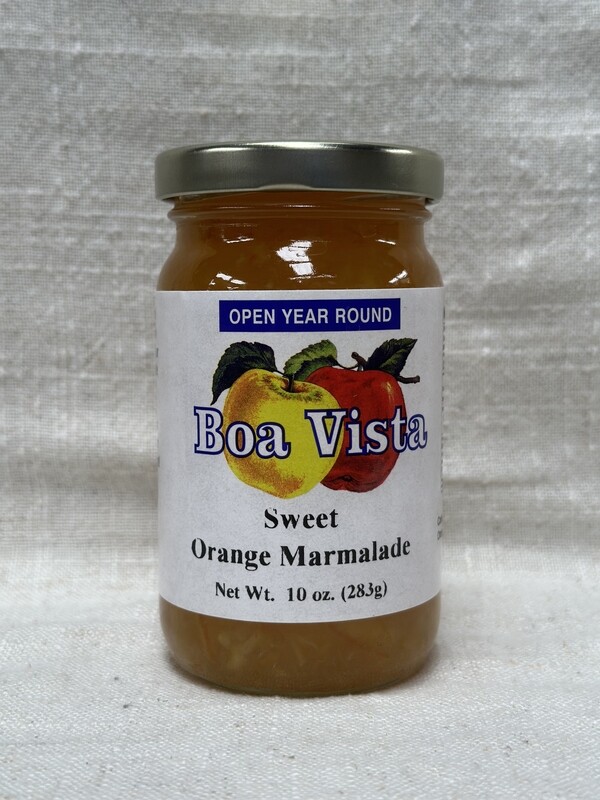 OPEN YEAR ROUND
Boa Vista
Sweet
Orange Marmalade
Net Wt. 10 oz. (283g)